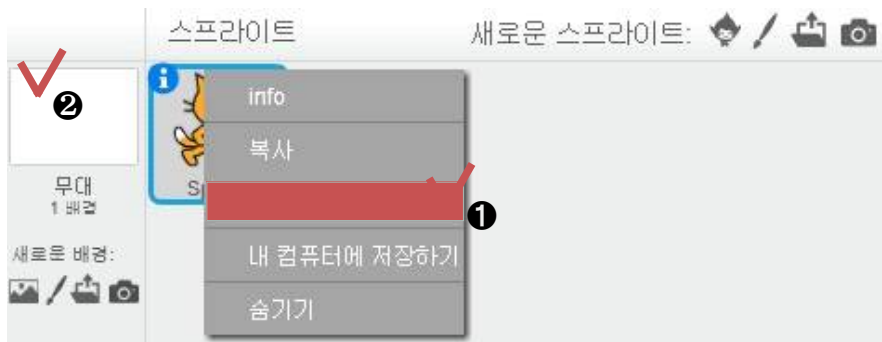 스프라이트
새로운 스프라이트:
❷
무대
1 배경
새로운 배경:
info
복사
❶
내 컴퓨터에 저장하기
숨기기